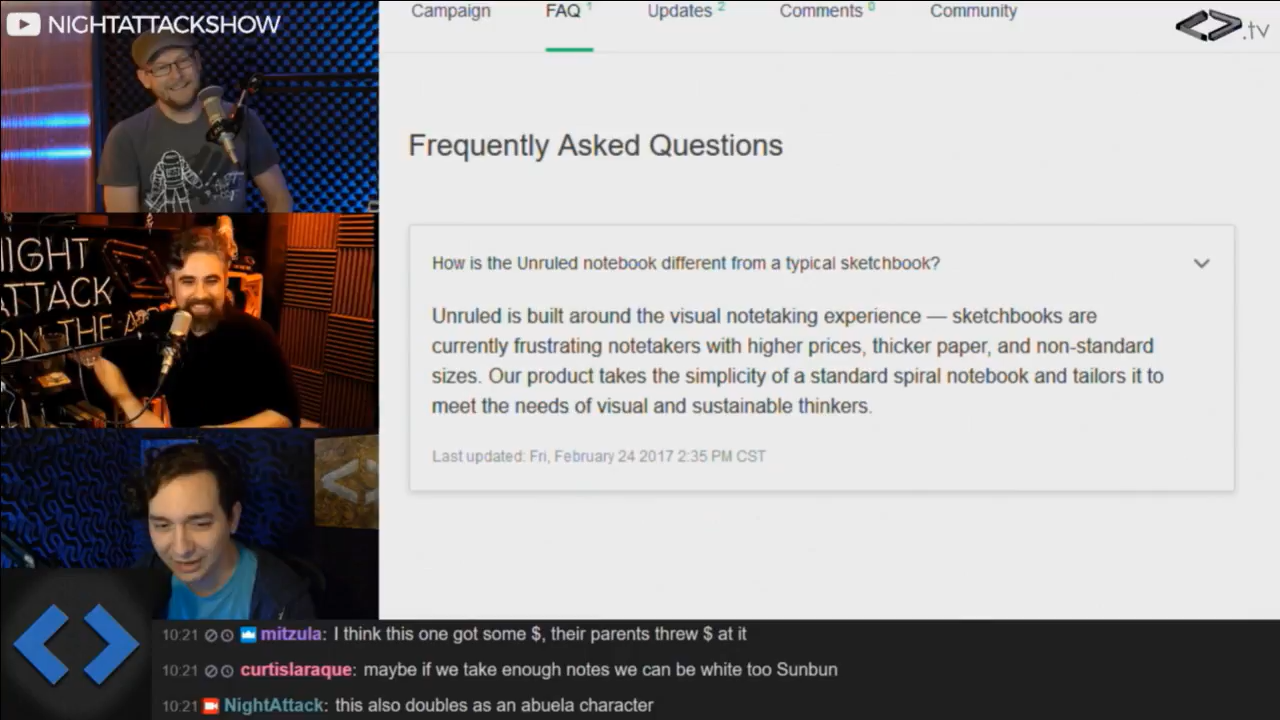 NIGHTATTACKSHOW
Campaign FAQ 1 Updates 2 Comments 0 Community
.tv
Frequently Asked Questions
NIGHT
ATTACK
ON THE
How is the Unruled notebook different from a typical sketchbook?
Unruled is built around the visual notetaking experience — sketchbooks are
currently frustrating notetakers with higher prices, thicker paper, and non-standard
sizes. Our product takes the simplicity of a standard spiral notebook and tailors it to
meet the needs of visual and sustainable thinkers.
Last updated: Fri, February 24 2017 2:35 PM CST
10:21 mitzula: I think this one got some $, their parents threw $ at it
10:21 curtislaraque: maybe if we take enough notes we can be white too Sunbun
10:21 NightAttack: this also doubles as an abuela character